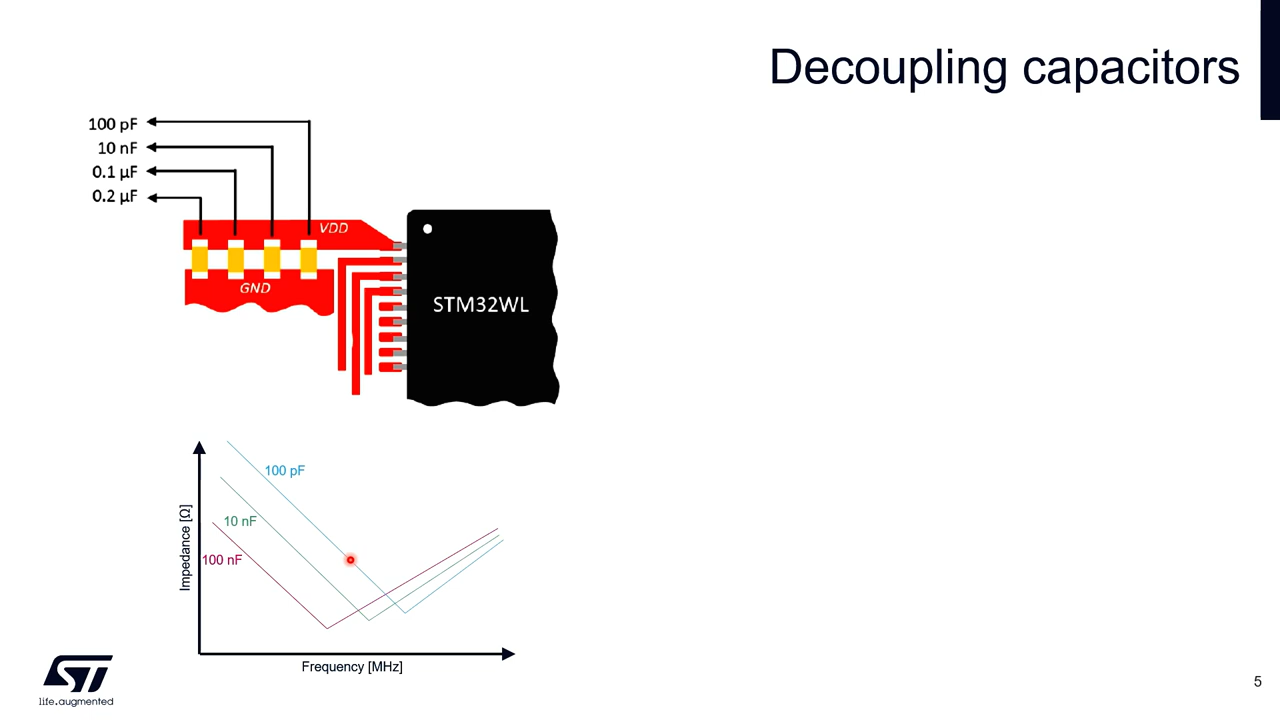 Decoupling capacitors
100 pF
10 nF
0.1 µF
0.2 µF
VDD
GND
STM32WL
100 pF
10 nF
100 nF
Impedance [Ω]
Frequency [MHz]
ST
life.augmented
5